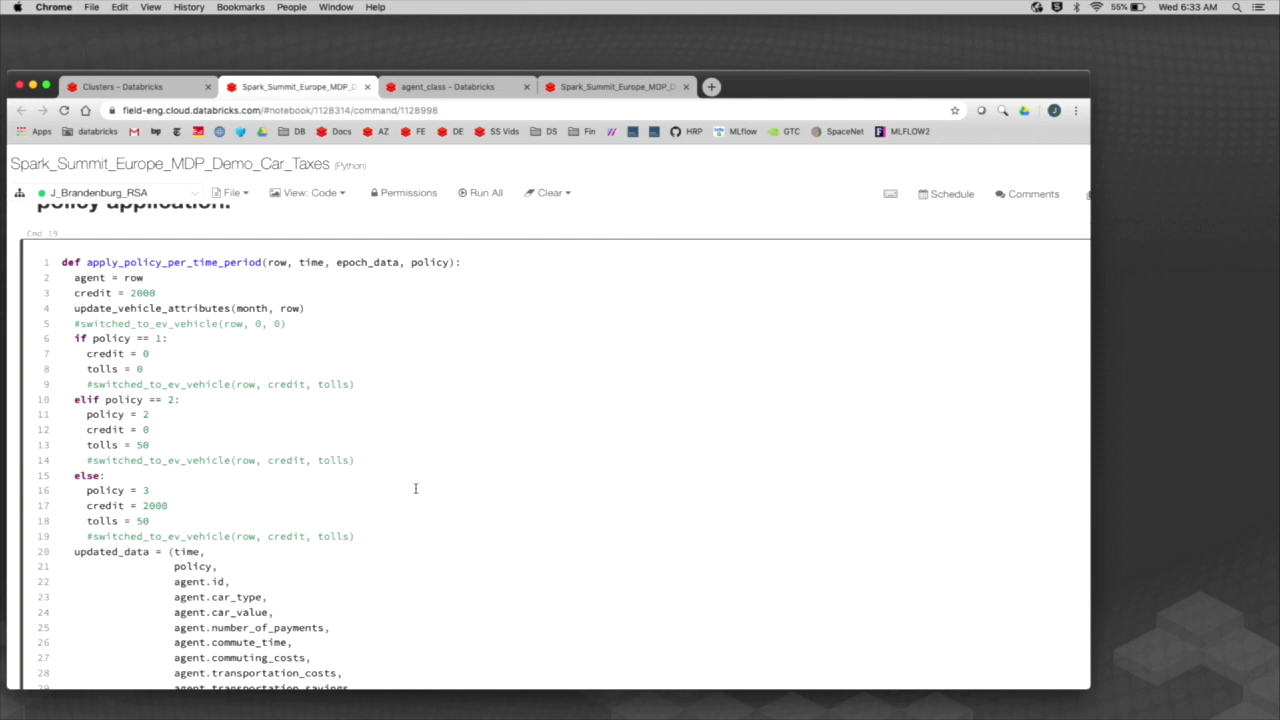 Chrome File Edit View History Bookmarks People Window Help 55% Wed 6:33 AM
Clusters - Databricks Spark_Summit_Europe_MDP_D agent_class - Databricks Spark_Summit_Europe_MDP_D
field-eng.cloud.databricks.com/#notebook/1128314/command/1128998
Apps databricks bp DB Docs AZ FE DE SS Vids DS Fin HRP MLflow GTC SpaceNet MLFLOW2
Spark_Summit_Europe_MDP_Demo_Car_Taxes (Python)
J_Brandenburg_RSA File View: Code Permissions Run All Clear Schedule Comments
policy application.
Cmd 19
1 def apply_policy_per_time_period(row, time, epoch_data, policy):
2 agent = row
3 credit = 2000
4 update_vehicle_attributes(month, row)
5 #switched_to_ev_vehicle(row, 0, 0)
6 if policy == 1:
7 credit = 0
8 tolls = 0
9 #switched_to_ev_vehicle(row, credit, tolls)
10 elif policy == 2:
11 policy = 2
12 credit = 0
13 tolls = 50
14 #switched_to_ev_vehicle(row, credit, tolls)
15 else:
16 policy = 3
17 credit = 2000
18 tolls = 50
19 #switched_to_ev_vehicle(row, credit, tolls)
20 updated_data = (time,
21 policy,
22 agent.id,
23 agent.car_type,
24 agent.car_value,
25 agent.number_of_payments,
26 agent.commute_time,
27 agent.commuting_costs,
28 agent.transportation_costs,
29 agent.transportation_savings